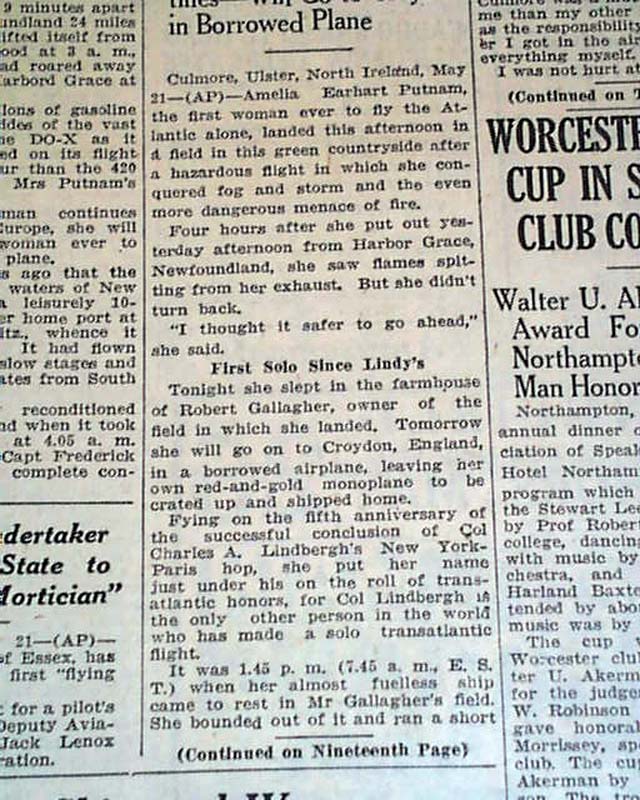 9 minutes apart
undland 24 miles
lifted itself from
ood at 3 a. m.,
ad roared away
arbord Grace at
lons of gasoline
ides of the vast
e DO-X as it
ed on its flight
ur than the 420
Mrs Putnam's
man continues
Europe, she will
woman ever to
plane.
s ago that the
waters of New
a leisurely 10-
er home port at
itz., whence it
It had flown
slow stages and
ates from South
reconditioned
nd when it took
at 4.05 a. m.
Capt Frederick
complete con-
dertaker
State to
Mortician"
21—(AP)—
of Essex, has
first "flying
t for a pilot's
Deputy Avia-
Jack Lenox
ration.
in Borrowed Plane
Culmore, Ulster, North Ireland, May
21—(AP)—Amelia Earhart Putnam,
the first woman ever to fly the At-
lantic alone, landed this afternoon in
a field in this green countryside after
a hazardous flight in which she con-
quered fog and storm and the even
more dangerous menace of fire.
Four hours after she put out yes-
terday afternoon from Harbor Grace,
Newfoundland, she saw flames spit-
ting from her exhaust. But she didn't
turn back.
"I thought it safer to go ahead,"
she said.
First Solo Since Lindy's
Tonight she slept in the farmhouse
of Robert Gallagher, owner of the
field in which she landed. Tomorrow
she will go on to Croydon, England,
in a borrowed airplane, leaving her
own red-and-gold monoplane to be
crated up and shipped home.
Fying on the fifth anniversary of
the successful conclusion of Col
Charles A. Lindbergh's New York-
Paris hop, she put her name
just under his on the roll of trans-
atlantic honors, for Col Lindbergh is
the only other person in the world
who has made a solo transatlantic
flight.
It was 1.45 p. m. (7.45 a. m., E. S.
T.) when her almost fuelless ship
came to rest in Mr Gallagher's field.
She bounded out of it and ran a short
(Continued on Nineteenth Page)
me than my other
as the responsibility
er I got in the air
everything myself.
I was not hurt at
(Continued on T
WORCESTE
CUP IN S
CLUB CO
Walter U. A
Award Fo
Northampto
Man Honor
Northampton,
annual dinner o
ciation of Speak
Hotel Northam
program which
the Stewart Lee
by Prof Rober
college, dancing
with music by
chestra, and
Harland Baxte
tended by abo
music was by
The cup
Worcester clu
ter U. Akerm
for the judge
W. Robinson
gave honora
Morrissey, sp
club. The cu
Akerman by